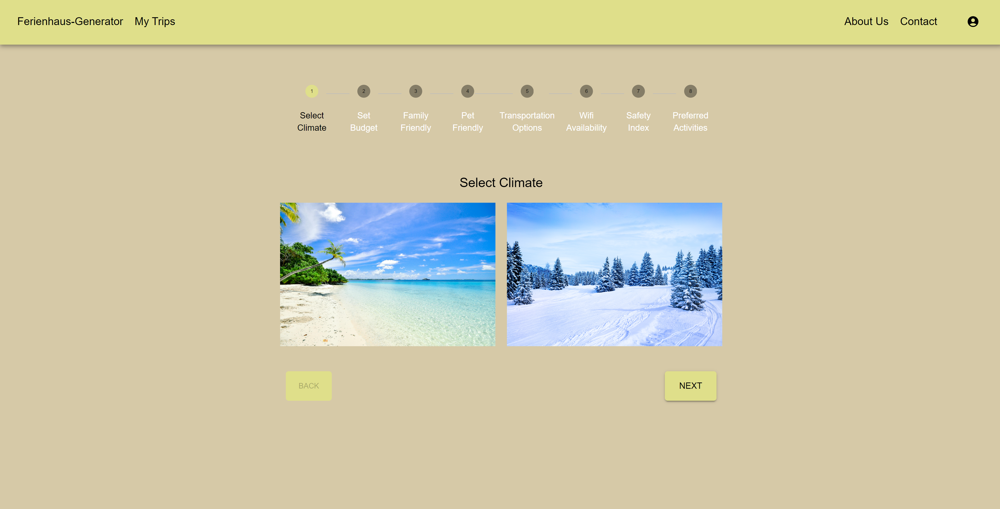 Ferienhaus-Generator My Trips About Us Contact
1 2 3 4 5 6 7 8
Select Climate
Set Budget
Family Friendly
Pet Friendly
Transportation Options
Wifi Availability
Safety Index
Preferred Activities
Select Climate
BACK NEXT